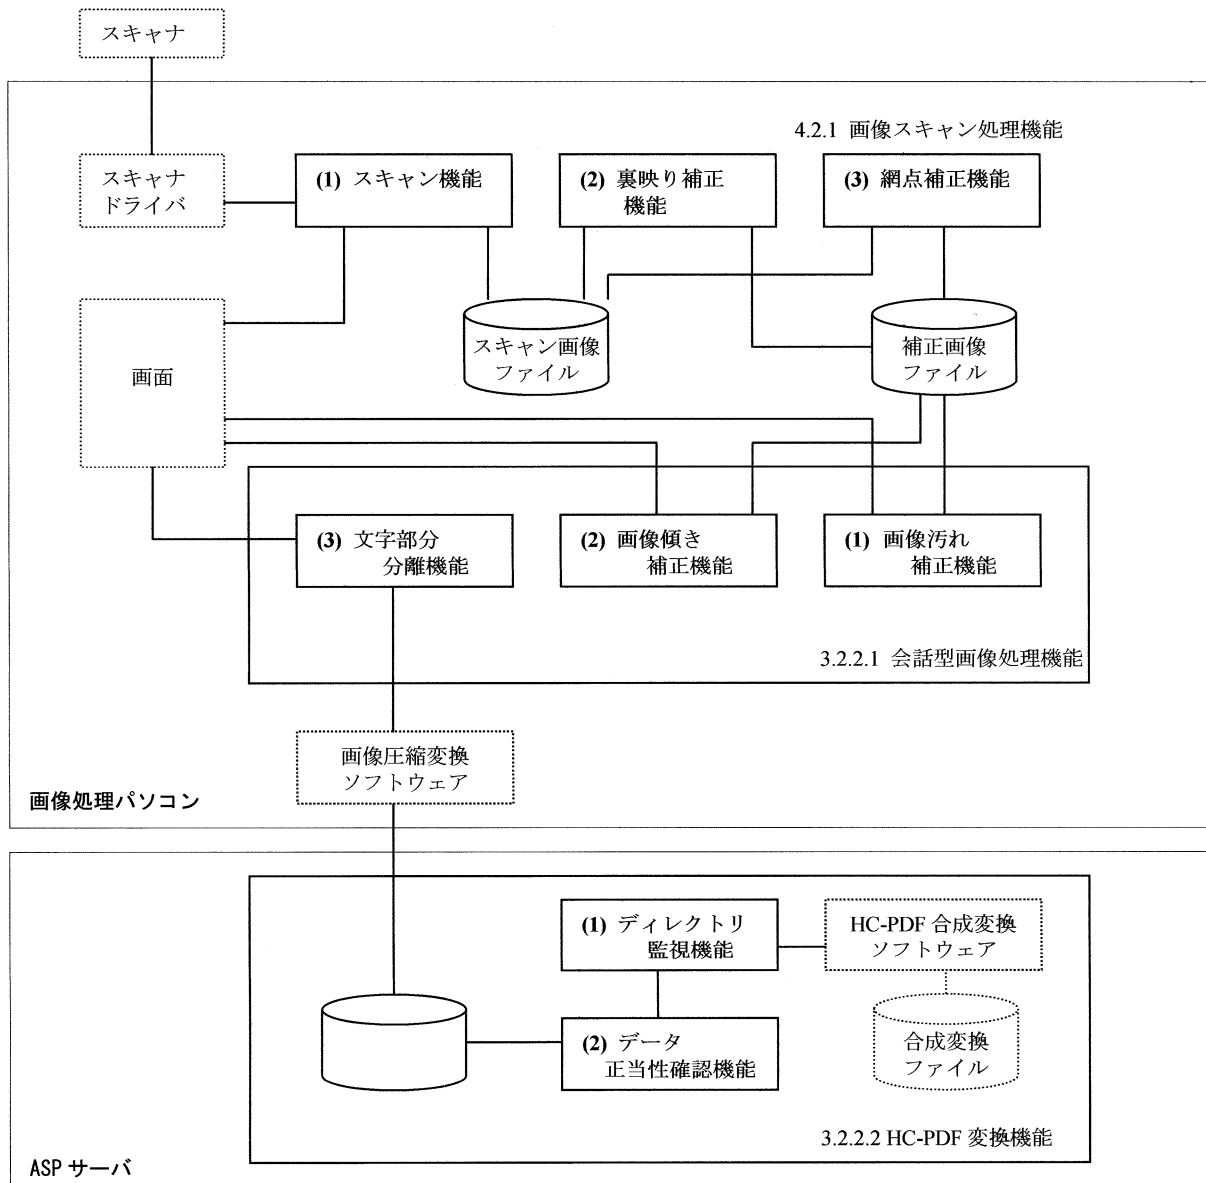 スキャナ
4.2.1 画像スキャン処理機能
スキャナ
ドライバ
(1) スキャン機能
(2) 裏映り補正
機能
(3) 網点補正機能
画面
スキャン画像
ファイル
補正画像
ファイル
(3) 文字部分
分離機能
(2) 画像傾き
補正機能
(1) 画像汚れ
補正機能
3.2.2.1 会話型画像処理機能
画像圧縮変換
ソフトウェア
画像処理パソコン
(1) ディレクトリ
監視機能
HC-PDF 合成変換
ソフトウェア
(2) データ
正当性確認機能
合成変換
ファイル
3.2.2.2 HC-PDF 変換機能
ASP サーバ